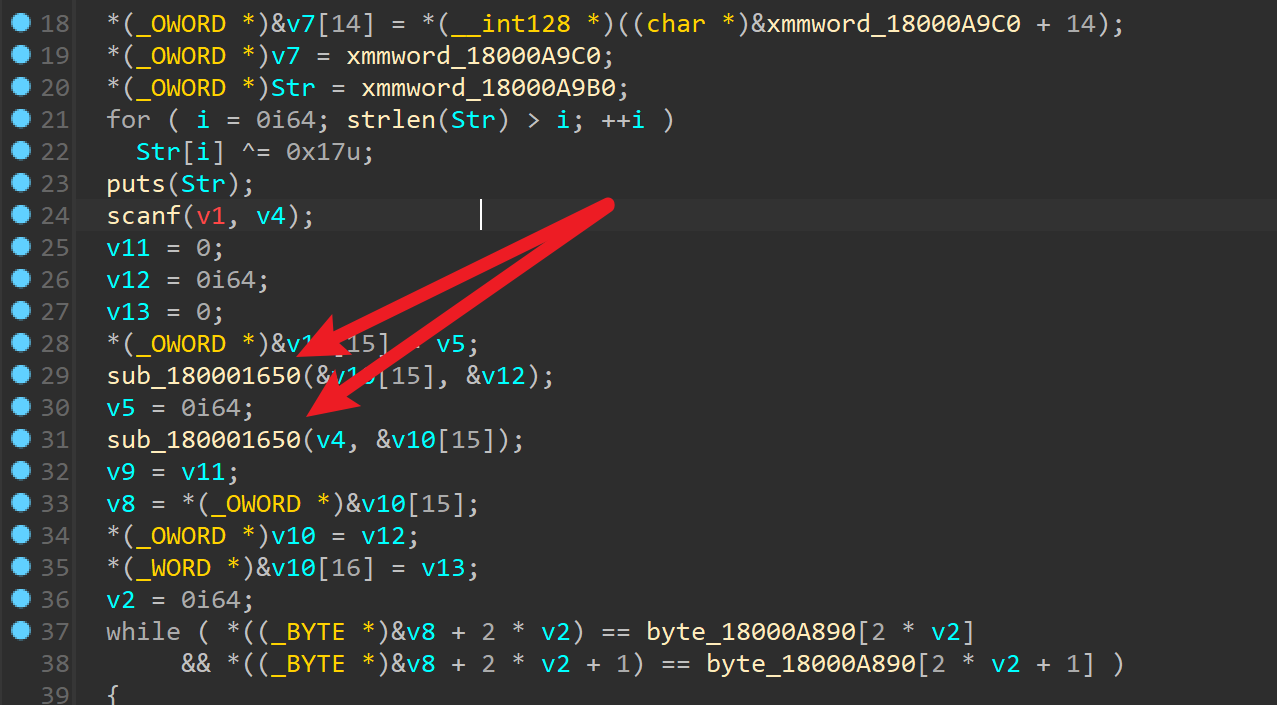 18 *(_OWORD *)&v7[14] = *(__int128 *)((char *)&xmmword_18000A9C0 + 14);
19 *(_OWORD *)v7 = xmmword_18000A9C0;
20 *(_OWORD *)Str = xmmword_18000A9B0;
21 for ( i = 0i64; strlen(Str) > i; ++i )
22 Str[i] ^= 0x17u;
23 puts(Str);
24 scanf(v1, v4);
25 v11 = 0;
26 v12 = 0i64;
27 v13 = 0;
28 *(_OWORD *)&v10[15] = v5;
29 sub_180001650(&v10[15], &v12);
30 v5 = 0i64;
31 sub_180001650(v4, &v10[15]);
32 v9 = v11;
33 v8 = *(_OWORD *)&v10[15];
34 *(_OWORD *)v10 = v12;
35 *(_WORD *)&v10[16] = v13;
36 v2 = 0i64;
37 while ( *((_BYTE *)&v8 + 2 * v2) == byte_18000A890[2 * v2]
38 && *((_BYTE *)&v8 + 2 * v2 + 1) == byte_18000A890[2 * v2 + 1] )
39 {